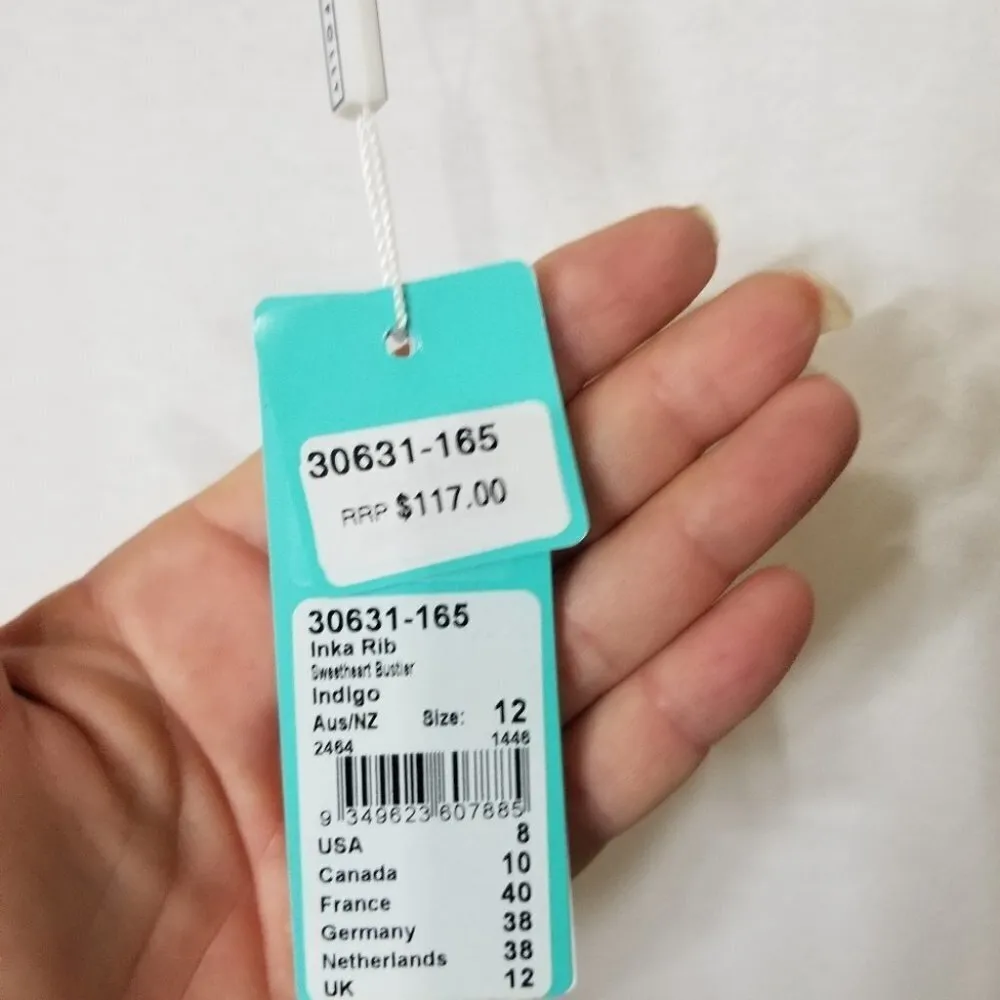 30631-165
RRP $117.00
30631-165
Inka Rib
Sweetheart Bustier
Indigo
Aus/NZ Size: 12
2464 1446
9 349623 607885
USA 8
Canada 10
France 40
Germany 38
Netherlands 38
UK 12